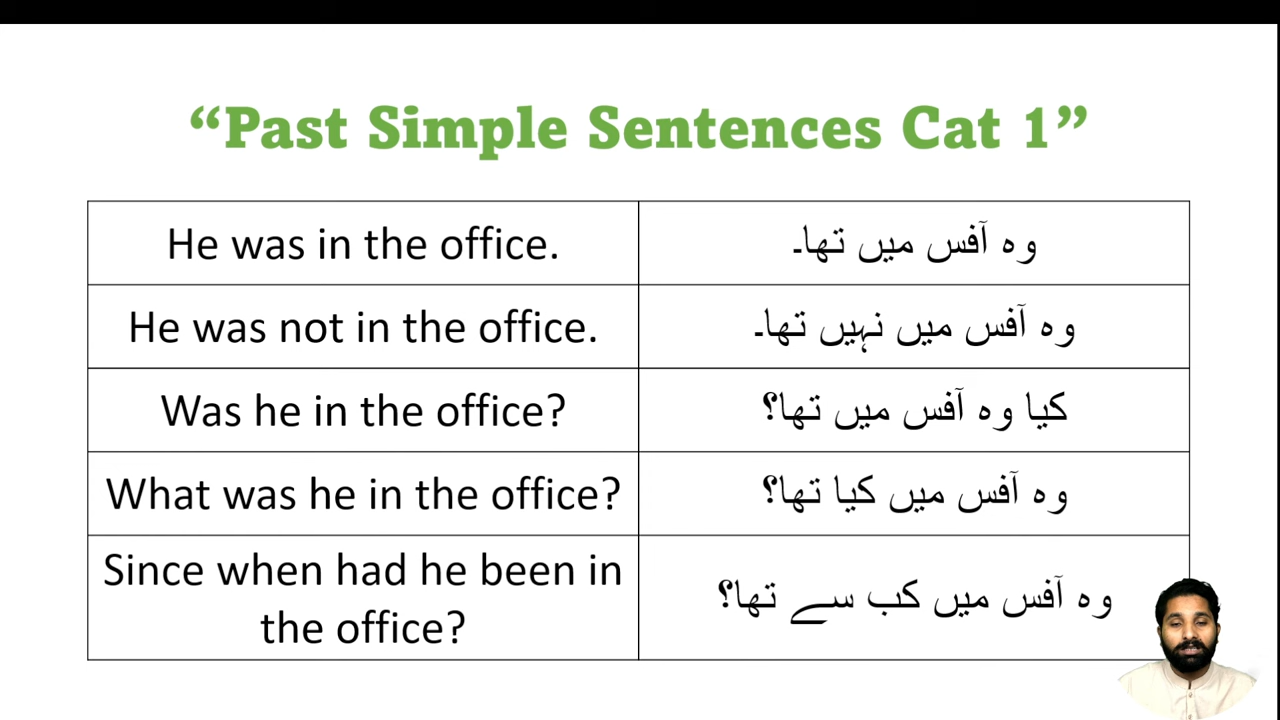 “Past Simple Sentences Cat 1”
He was in the office.
وہ آفس میں تھا۔
He was not in the office.
وہ آفس میں نہیں تھا۔
Was he in the office?
کیا وہ آفس میں تھا؟
What was he in the office?
وہ آفس میں کیا تھا؟
Since when had he been in
the office?
وہ آفس میں کب سے تھا؟